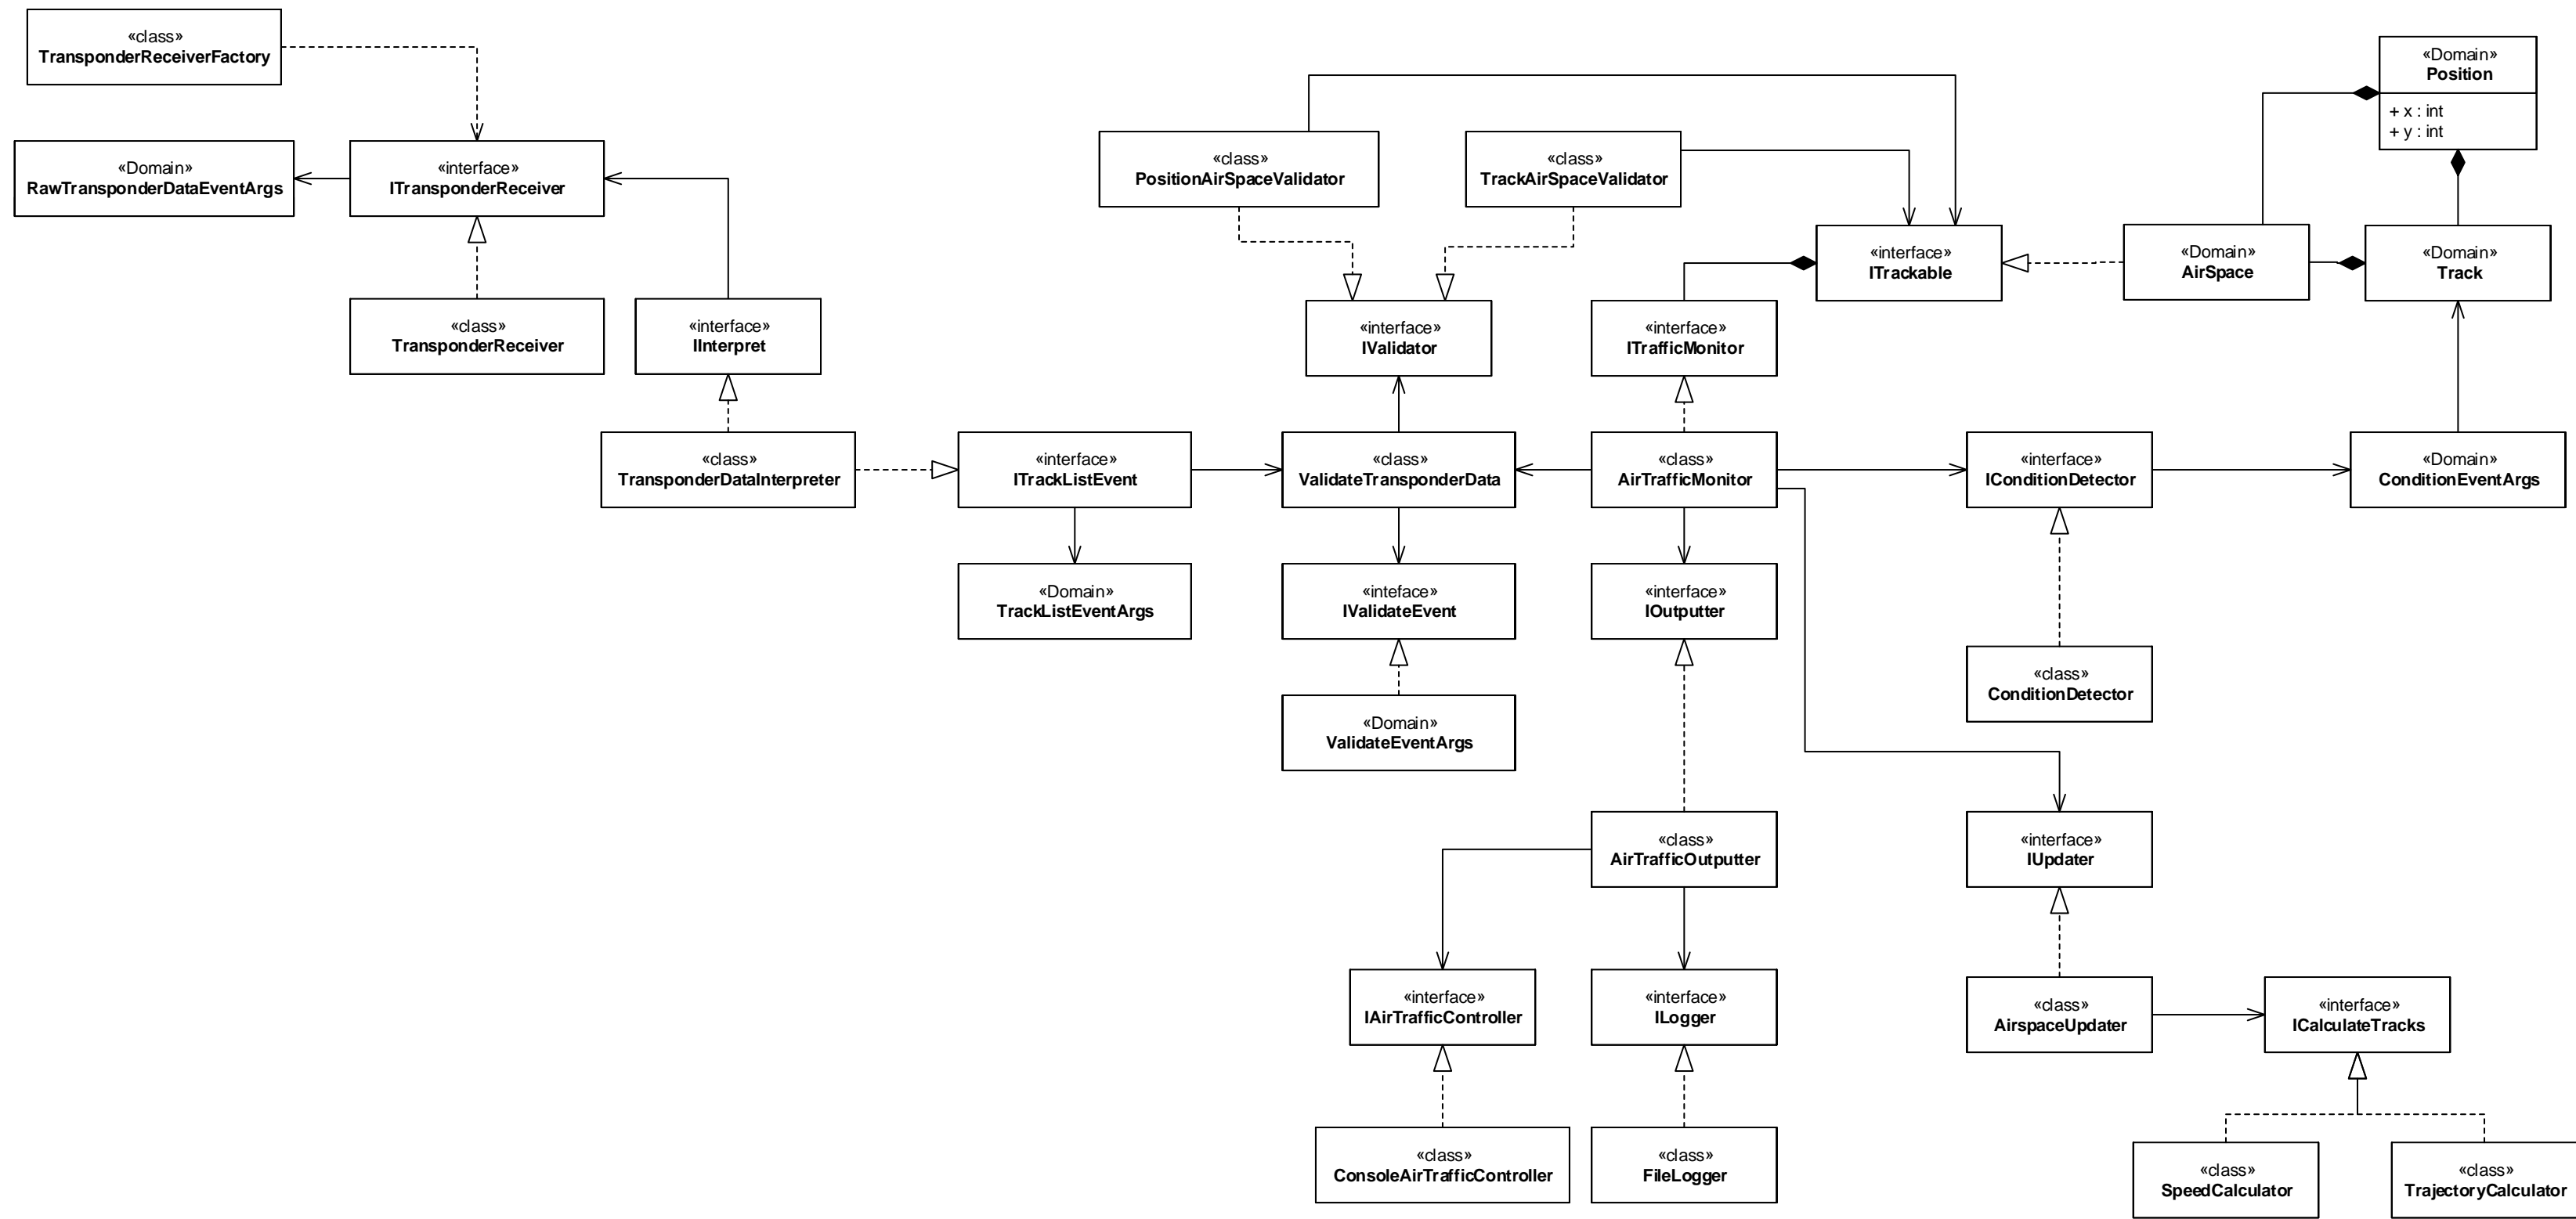 «class»
TransponderReceiverFactory
«Domain»
Position
+ x : int
+ y : int
«Domain»
RawTransponderDataEventArgs
«interface»
ITransponderReceiver
«class»
PositionAirSpaceValidator
«class»
TrackAirSpaceValidator
«interface»
ITrackable
«Domain»
AirSpace
«Domain»
Track
«class»
TransponderReceiver
«interface»
IInterpret
«interface»
IValidator
«interface»
ITrafficMonitor
«class»
TransponderDataInterpreter
«interface»
ITrackListEvent
«class»
ValidateTransponderData
«class»
AirTrafficMonitor
«interface»
IConditionDetector
«Domain»
ConditionEventArgs
«Domain»
TrackListEventArgs
«inteface»
IValidateEvent
«interface»
IOutputter
«class»
ConditionDetector
«Domain»
ValidateEventArgs
«class»
AirTrafficOutputter
«interface»
IUpdater
«interface»
IAirTrafficController
«interface»
ILogger
«class»
AirspaceUpdater
«interface»
ICalculateTracks
«class»
ConsoleAirTrafficController
«class»
FileLogger
«class»
SpeedCalculator
«class»
TrajectoryCalculator